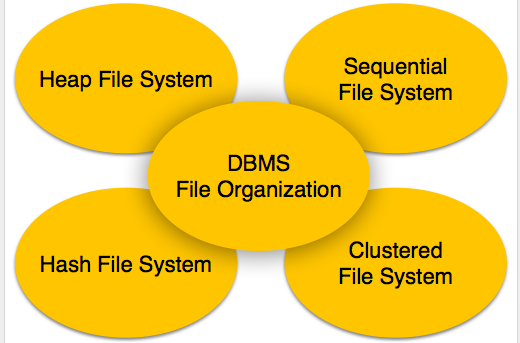 Heap File System
Sequential
File System
DBMS
File Organization
Hash File System
Clustered
File System